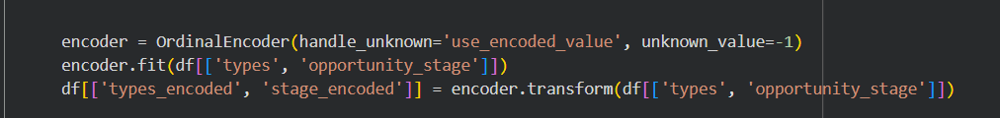 encoder = OrdinalEncoder(handle_unknown='use_encoded_value', unknown_value=-1)
encoder.fit(df[['types', 'opportunity_stage']])
df[['types_encoded', 'stage_encoded']] = encoder.transform(df[['types', 'opportunity_stage']])